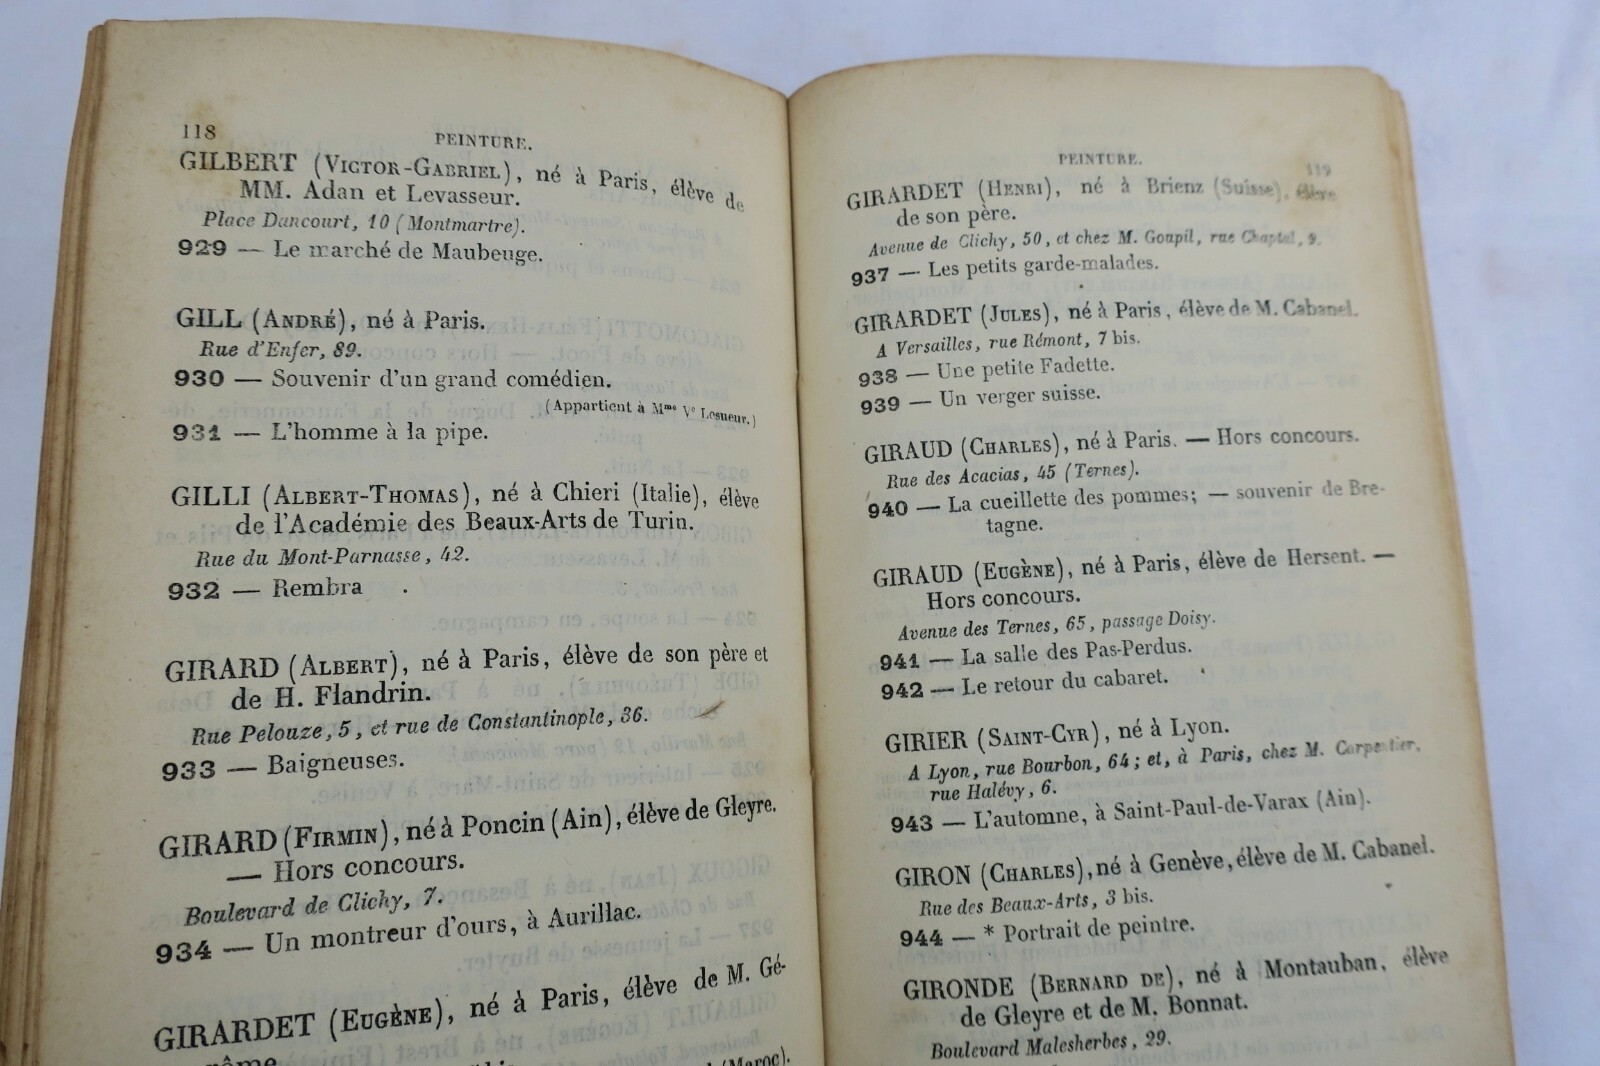 118
PEINTURE.
GILBERT (Victor-Gabriel), né à Paris, élève de
MM. Adan et Levasseur.
Place Dancourt, 10 (Montmartre).
929 — Le marché de Maubeuge.
GILL (André), né à Paris.
Rue d'Enfer, 89.
930 — Souvenir d'un grand comédien.
(Appartient à Mme Ve Lesueur.)
931 — L'homme à la pipe.
GILLI (Albert-Thomas), né à Chieri (Italie), élève
de l'Académie des Beaux-Arts de Turin.
Rue du Mont-Parnasse, 42.
932 — Rembra
GIRARD (Albert), né à Paris, élève de son père et
de H. Flandrin.
Rue Pelouze, 5, et rue de Constantinople, 36.
933 — Baigneuses.
GIRARD (Firmin), né à Poncin (Ain), élève de Gleyre.
— Hors concours.
Boulevard de Clichy, 7.
934 — Un montreur d'ours, à Aurillac.
GIRARDET (Eugène), né à Paris, élève de M. Gé-
rôme
(Maroc).
PEINTURE.
119
GIRARDET (Henri), né à Brienz (Suisse), élève
de son père.
Avenue de Clichy, 50, et chez M. Goupil, rue Chaptal, 9.
937 — Les petits garde-malades.
GIRARDET (Jules), né à Paris, élève de M. Cabanel.
A Versailles, rue Rémont, 7 bis.
938 — Une petite Fadette.
939 — Un verger suisse.
GIRAUD (Charles), né à Paris. — Hors concours.
Rue des Acacias, 45 (Ternes).
940 — La cueillette des pommes; — souvenir de Bre-
tagne.
GIRAUD (Eugène), né à Paris, élève de Hersent. —
Hors concours.
Avenue des Ternes, 65, passage Doisy.
941 — La salle des Pas-Perdus.
942 — Le retour du cabaret.
GIRIER (Saint-Cyr), né à Lyon.
A Lyon, rue Bourbon, 64; et, à Paris, chez M. Carpentier,
rue Halévy, 6.
943 — L'automne, à Saint-Paul-de-Varax (Ain).
GIRON (Charles), né à Genève, élève de M. Cabanel.
Rue des Beaux-Arts, 3 bis.
944 — * Portrait de peintre.
GIRONDE (Bernard de), né à Montauban, élève
de Gleyre et de M. Bonnat.
Boulevard Malesherbes, 29.